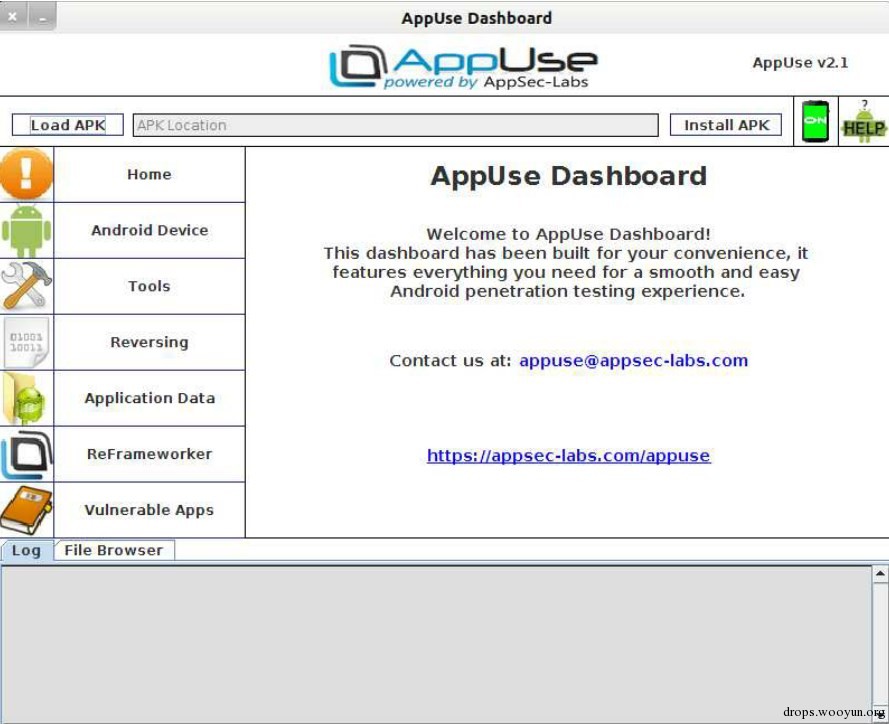 AppUse Dashboard
AppUse
powered by AppSec-Labs
AppUse v2.1
Load APK
APK Location
Install APK
ON
?
HELP
Home
Android Device
Tools
01001
10011
Reversing
Application Data
ReFrameworker
Vulnerable Apps
AppUse Dashboard
Welcome to AppUse Dashboard!
This dashboard has been built for your convenience, it
features everything you need for a smooth and easy
Android penetration testing experience.
Contact us at: appuse@appsec-labs.com
https://appsec-labs.com/appuse
Log
File Browser
drops.wooyun.org